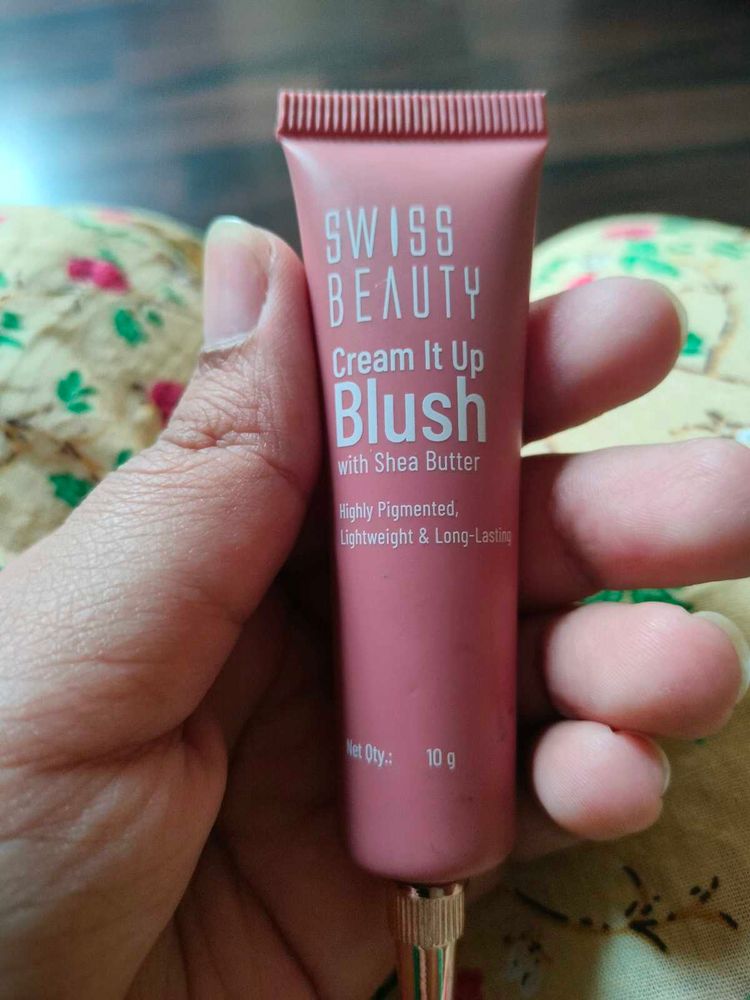 SWISS
BEAUTY
Cream It Up
Blush
with Shea Butter
Highly Pigmented,
Lightweight & Long-Lasting
Net Qty.: 10 g